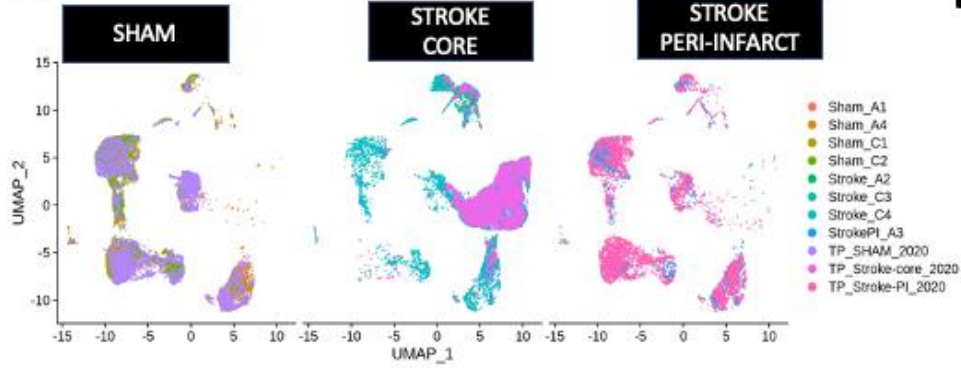 SHAM
STROKE
CORE
STROKE
PERI-INFARCT
15
10
5
0
-5
-10
UMAP_2
-15 -10 -5 0 5 10
-15 -10 -5 0 5 10
-15 -10 -5 0 5 10
UMAP_1
Sham_A1
Sham_A4
Sham_C1
Sham_C2
Stroke_A2
Stroke_C3
Stroke_C4
StrokePI_A3
TP_SHAM_2020
TP_Stroke-core_2020
TP_Stroke-PI_2020